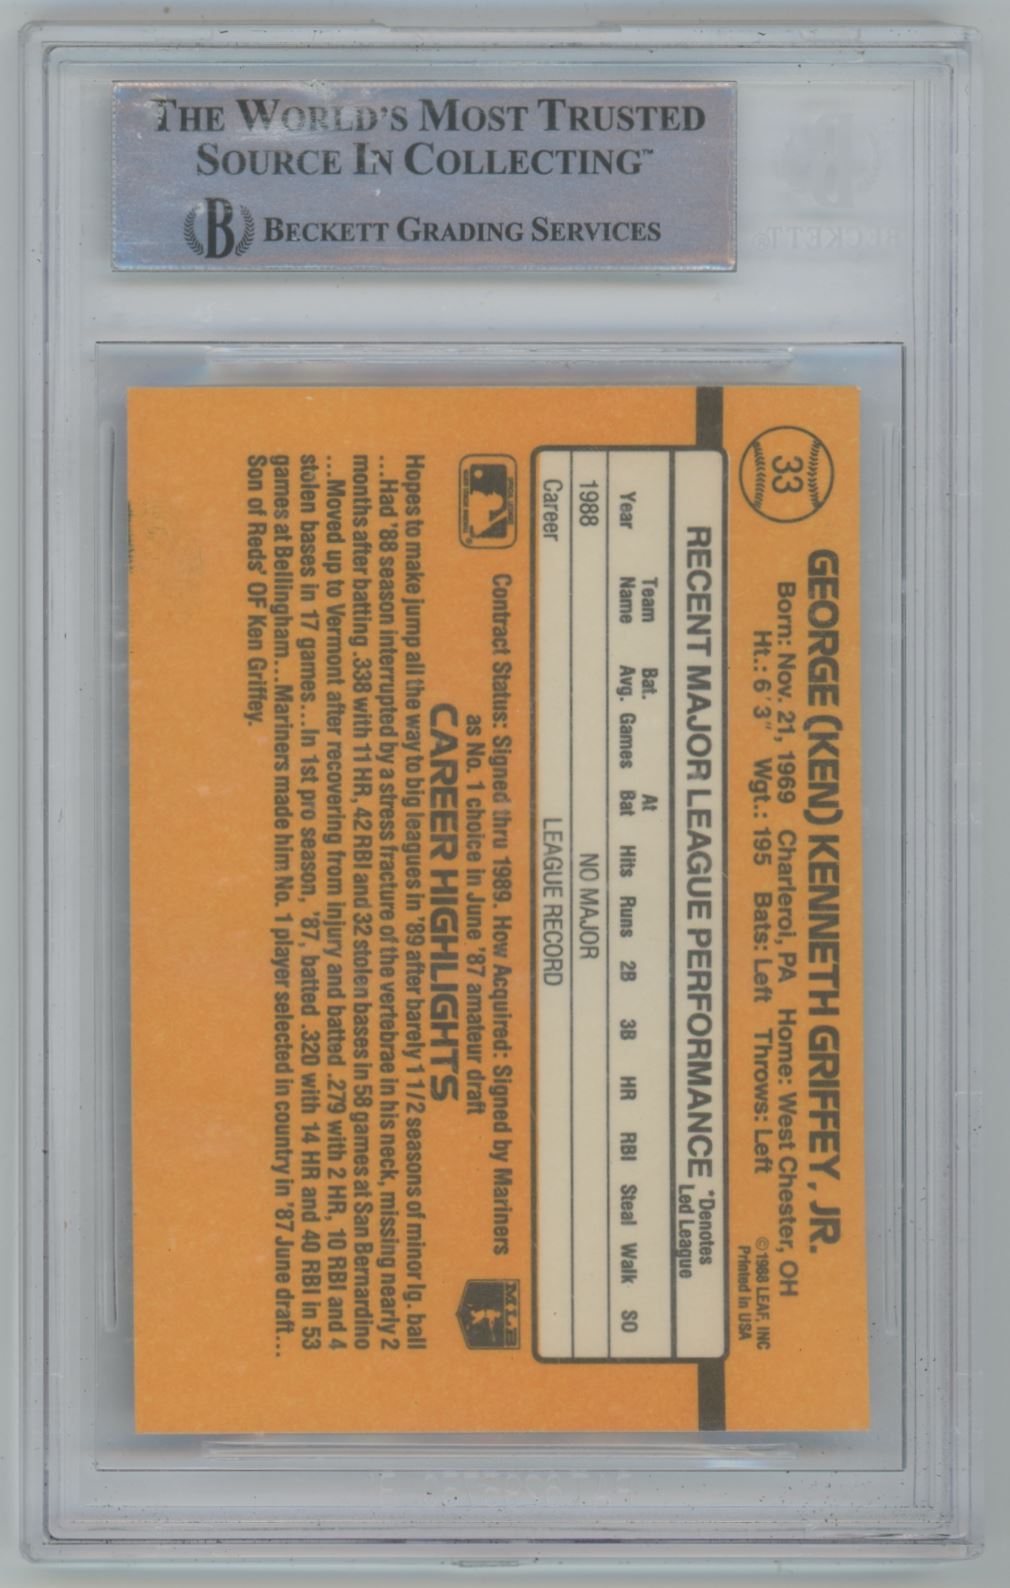 THE WORLD'S MOST TRUSTED
SOURCE IN COLLECTING™
B BECKETT GRADING SERVICES
33
GEORGE (KEN) KENNETH GRIFFEY, JR.
Born: Nov. 21, 1969 Charleroi, PA Home: West Chester, OH
Ht.: 6'3" Wgt.: 195 Bats: Left Throws: Left
©1988 LEAF, INC
Printed in USA
RECENT MAJOR LEAGUE PERFORMANCE *Denotes
Led League
Team Bat. At
Year Name Avg. Games Bat Hits Runs 2B 3B HR RBI Steal Walk SO
1988 NO MAJOR
Career LEAGUE RECORD
Contract Status: Signed thru 1989. How Acquired: Signed by Mariners
as No. 1 choice in June '87 amateur draft
MLB
CAREER HIGHLIGHTS
Hopes to make jump all the way to big leagues in '89 after barely 1 1/2 seasons of minor lg. ball
...Had '88 season interrupted by a stress fracture of the vertebrae in his neck, missing nearly 2
months after batting .338 with 11 HR, 42 RBI and 32 stolen bases in 58 games at San Bernardino
...Moved up to Vermont after recovering from injury and batted .279 with 2 HR, 10 RBI and 4
stolen bases in 17 games...In 1st pro season, '87, batted .320 with 14 HR and 40 RBI in 53
games at Bellingham...Mariners made him No. 1 player selected in country in '87 June draft...
Son of Reds' OF Ken Griffey.